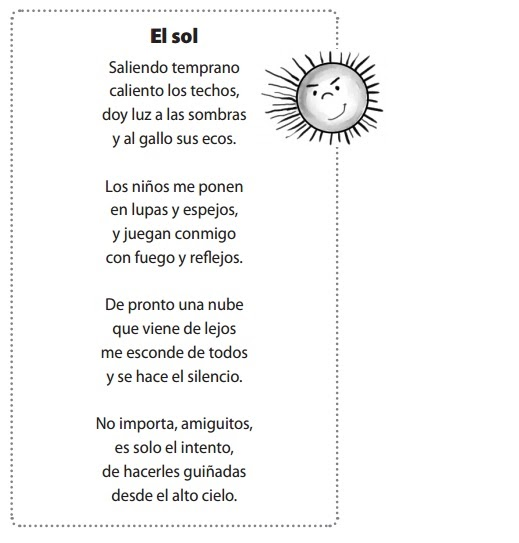 El sol
Saliendo temprano
caliento los techos,
doy luz a las sombras
y al gallo sus ecos.
Los niños me ponen
en lupas y espejos,
y juegan conmigo
con fuego y reflejos.
De pronto una nube
que viene de lejos
me esconde de todos
y se hace el silencio.
No importa, amiguitos,
es solo el intento,
de hacerles guiñadas
desde el alto cielo.